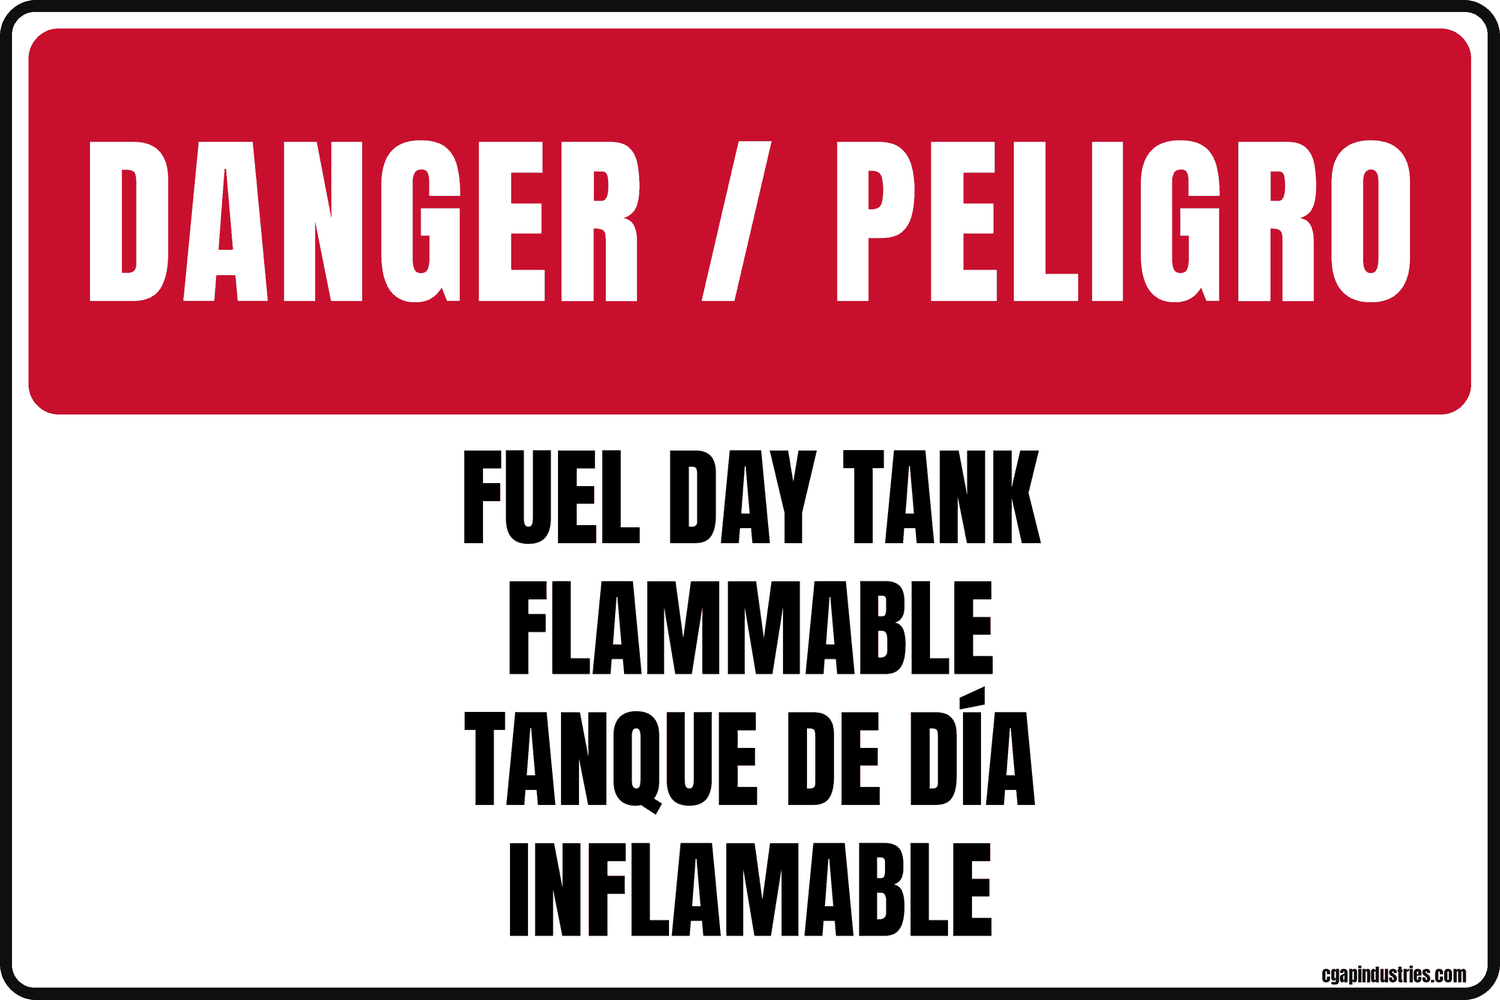 DANGER / PELIGRO
FUEL DAY TANK
FLAMMABLE
TANQUE DE DÍA
INFLAMABLE
cgapindustries.com